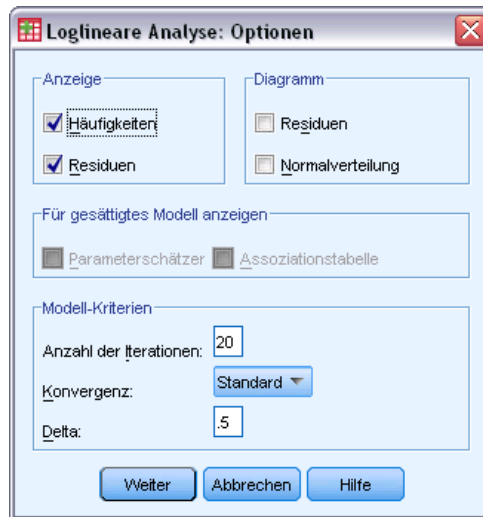 Loglineare Analyse: Optionen
Anzeige
Häufigkeiten
Residuen
Diagramm
Residuen
Normalverteilung
Für gesättigtes Modell anzeigen
Parameterschätzer Assoziationstabelle
Modell-Kriterien
Anzahl der Iterationen: 20
Konvergenz: Standard
Delta: .5
Weiter Abbrechen Hilfe